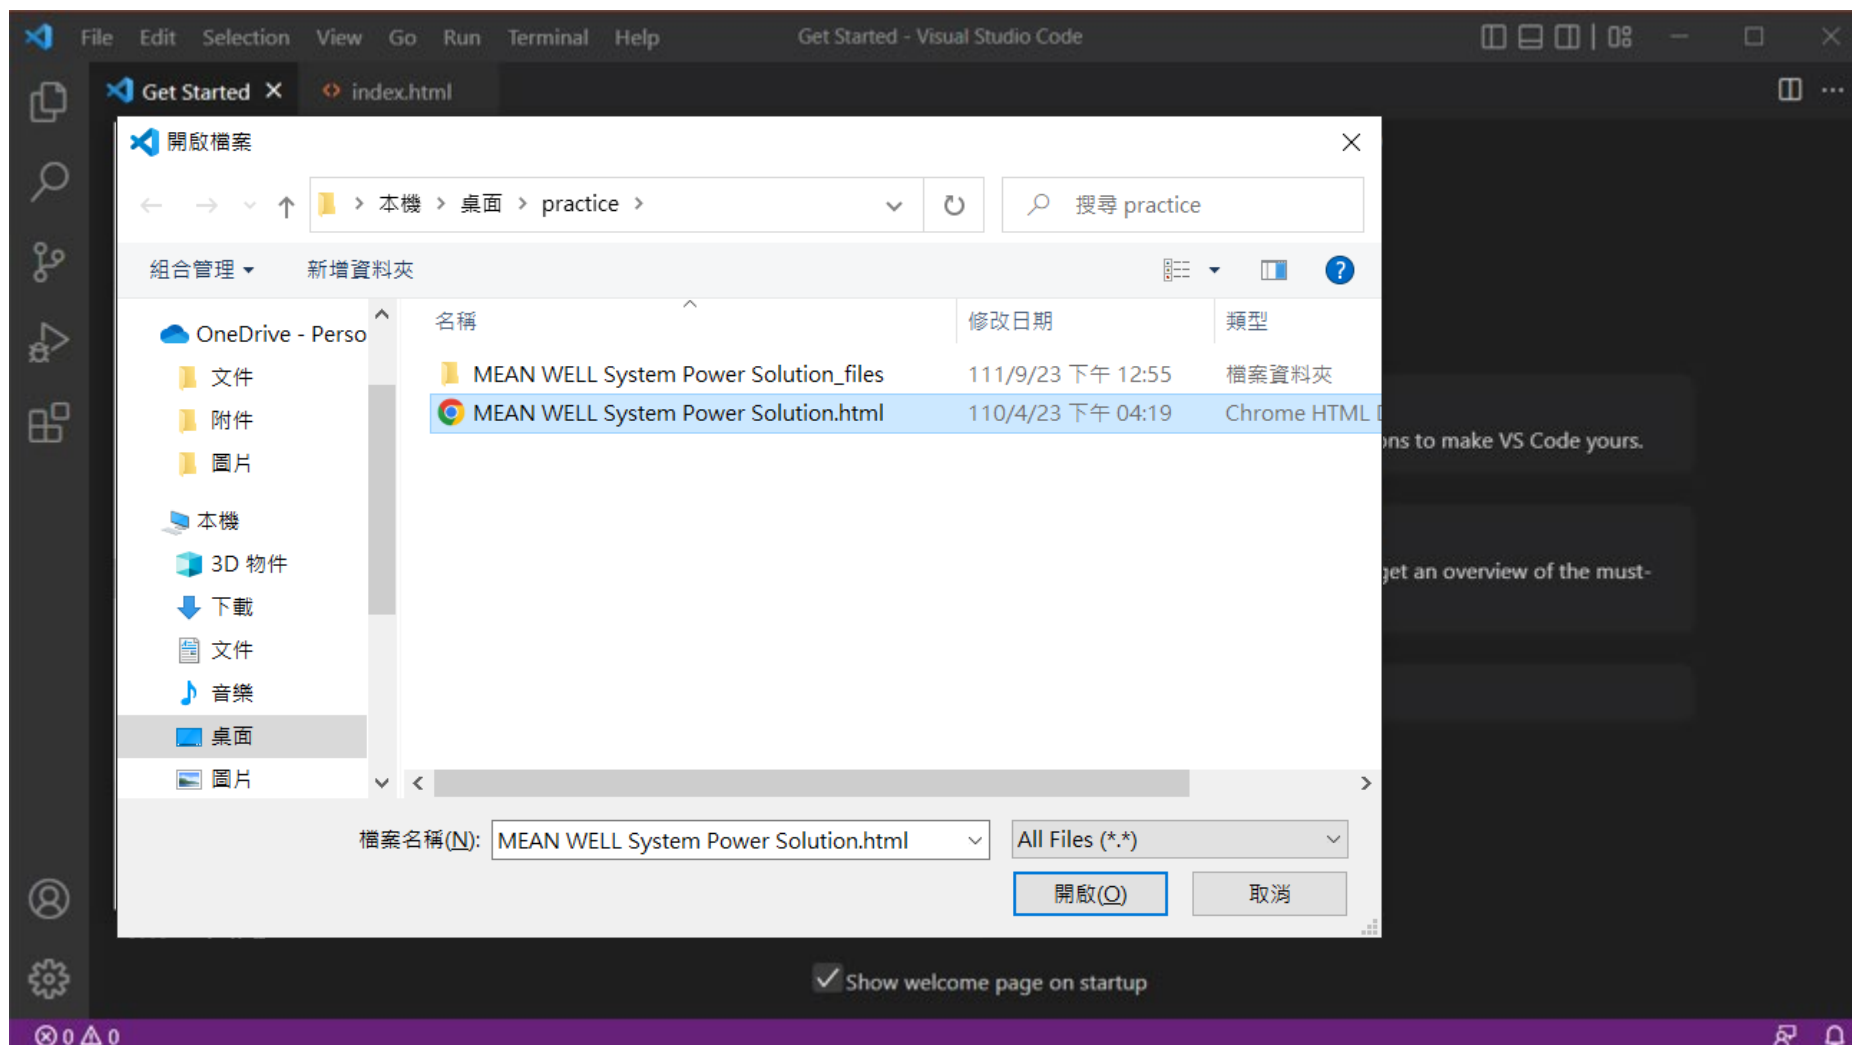 File Edit Selection View Go Run Terminal Help Get Started - Visual Studio Code
Get Started index.html
開啟檔案
本機 > 桌面 > practice > 搜尋 practice
組合管理 新增資料夾
OneDrive - Perso
文件
附件
圖片
本機
3D 物件
下載
文件
音樂
桌面
圖片
名稱 修改日期 類型
MEAN WELL System Power Solution_files 111/9/23 下午 12:55 檔案資料夾
MEAN WELL System Power Solution.html 110/4/23 下午 04:19 Chrome HTML
檔案名稱(N): MEAN WELL System Power Solution.html All Files (*.*)
開啟(O) 取消
ons to make VS Code yours.
get an overview of the must-
Show welcome page on startup
0 0